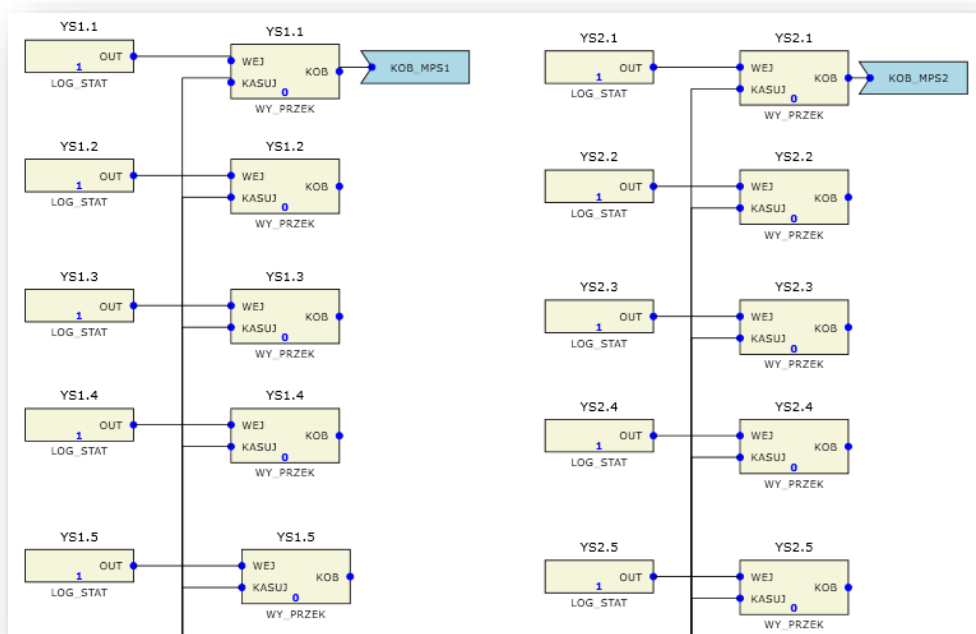 YS1.1
OUT
1
LOG_STAT
YS1.1
WEJ
KASUJ
KOB
0
WY_PRZEK
KOB_MPS1
YS2.1
OUT
1
LOG_STAT
YS2.1
WEJ
KASUJ
KOB
0
WY_PRZEK
KOB_MPS2
YS1.2
OUT
1
LOG_STAT
YS1.2
WEJ
KASUJ
KOB
0
WY_PRZEK
YS2.2
OUT
1
LOG_STAT
YS2.2
WEJ
KASUJ
KOB
0
WY_PRZEK
YS1.3
OUT
1
LOG_STAT
YS1.3
WEJ
KASUJ
KOB
0
WY_PRZEK
YS2.3
OUT
1
LOG_STAT
YS2.3
WEJ
KASUJ
KOB
0
WY_PRZEK
YS1.4
OUT
1
LOG_STAT
YS1.4
WEJ
KASUJ
KOB
0
WY_PRZEK
YS2.4
OUT
1
LOG_STAT
YS2.4
WEJ
KASUJ
KOB
0
WY_PRZEK
YS1.5
OUT
1
LOG_STAT
YS1.5
WEJ
KASUJ
KOB
0
WY_PRZEK
YS2.5
OUT
1
LOG_STAT
YS2.5
WEJ
KASUJ
KOB
0
WY_PRZEK